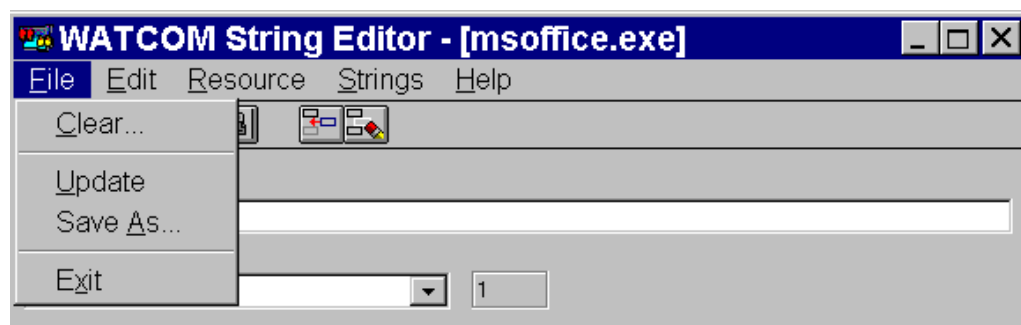 WATCOM String Editor - [msoffice.exe]
File Edit Resource Strings Help
Clear...
Update
Save As...
Exit
1